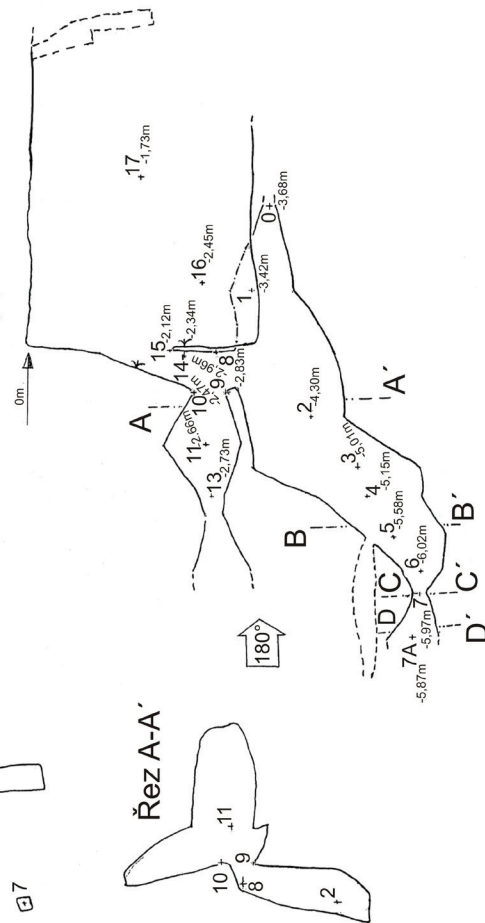 0m
17
-1,73m
16
-2,45m
15
-2,12m
14
-2,34m
8
-2,96m
9
-2,83m
10
47m
A
11
-2.66m
13
-2,73m
0
-3,68m
1
-3,42m
2
-4,30m
A´
3
-5,01m
4
-5,15m
B
5
-5,58m
B´
6
-6,02m
C
7
C´
-5,97m
D
7A
-5,87m
D´
180°
Řez A-A´
11
10
9
8
2
7